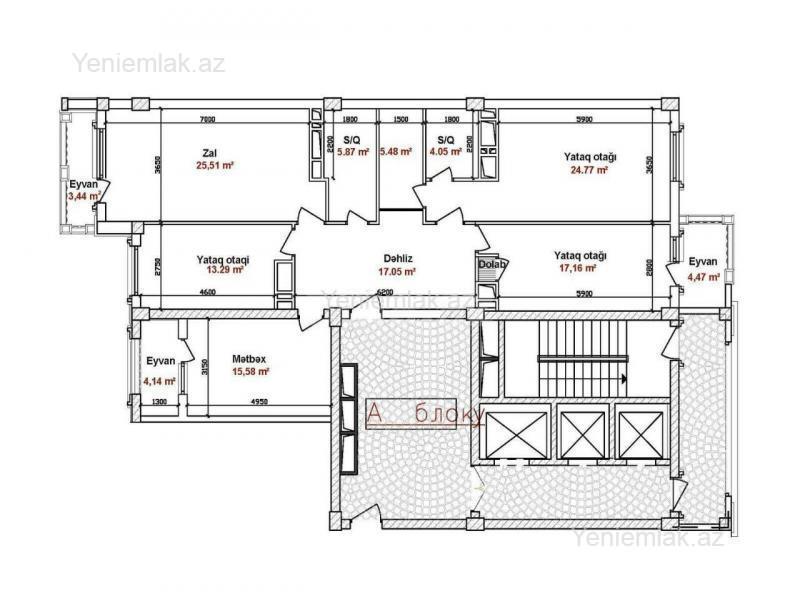 Yeniemlak.az
7000
1800
1500
1800
5900
Zal
25,51 m²
3650
2200
S/Q
5.87 m²
5.48 m²
S/Q
4.05 m²
2200
Yataq otağı
24.77 m²
3650
Eyvan
3,44 m²
Yataq otaqi
13.29 m²
2750
4600
Dəhliz
17.05 m²
6200
Dolab
Yataq otağı
17,16 m²
2800
5900
Eyvan
4,47 m²
Yeniemlak.az
Eyvan
4,14 m²
1300
3150
Mətbəx
15,58 m²
4950
А блоку
Yeniemlak.az